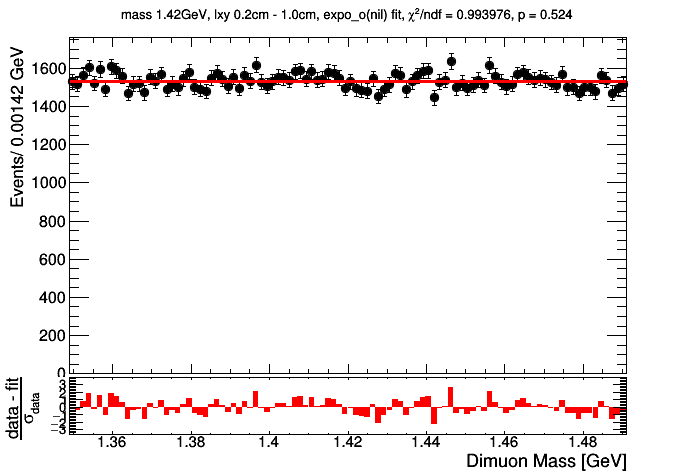 mass 1.42GeV, lxy 0.2cm - 1.0cm, expo_o(nil) fit, χ²/ndf = 0.993976, p = 0.524
Events/ 0.00142 GeV
1600
1400
1200
1000
800
600
400
200
0
data - fit
σdata
3
2
1
0
−1
−2
−3
1.36 1.38 1.4 1.42 1.44 1.46 1.48
Dimuon Mass [GeV]